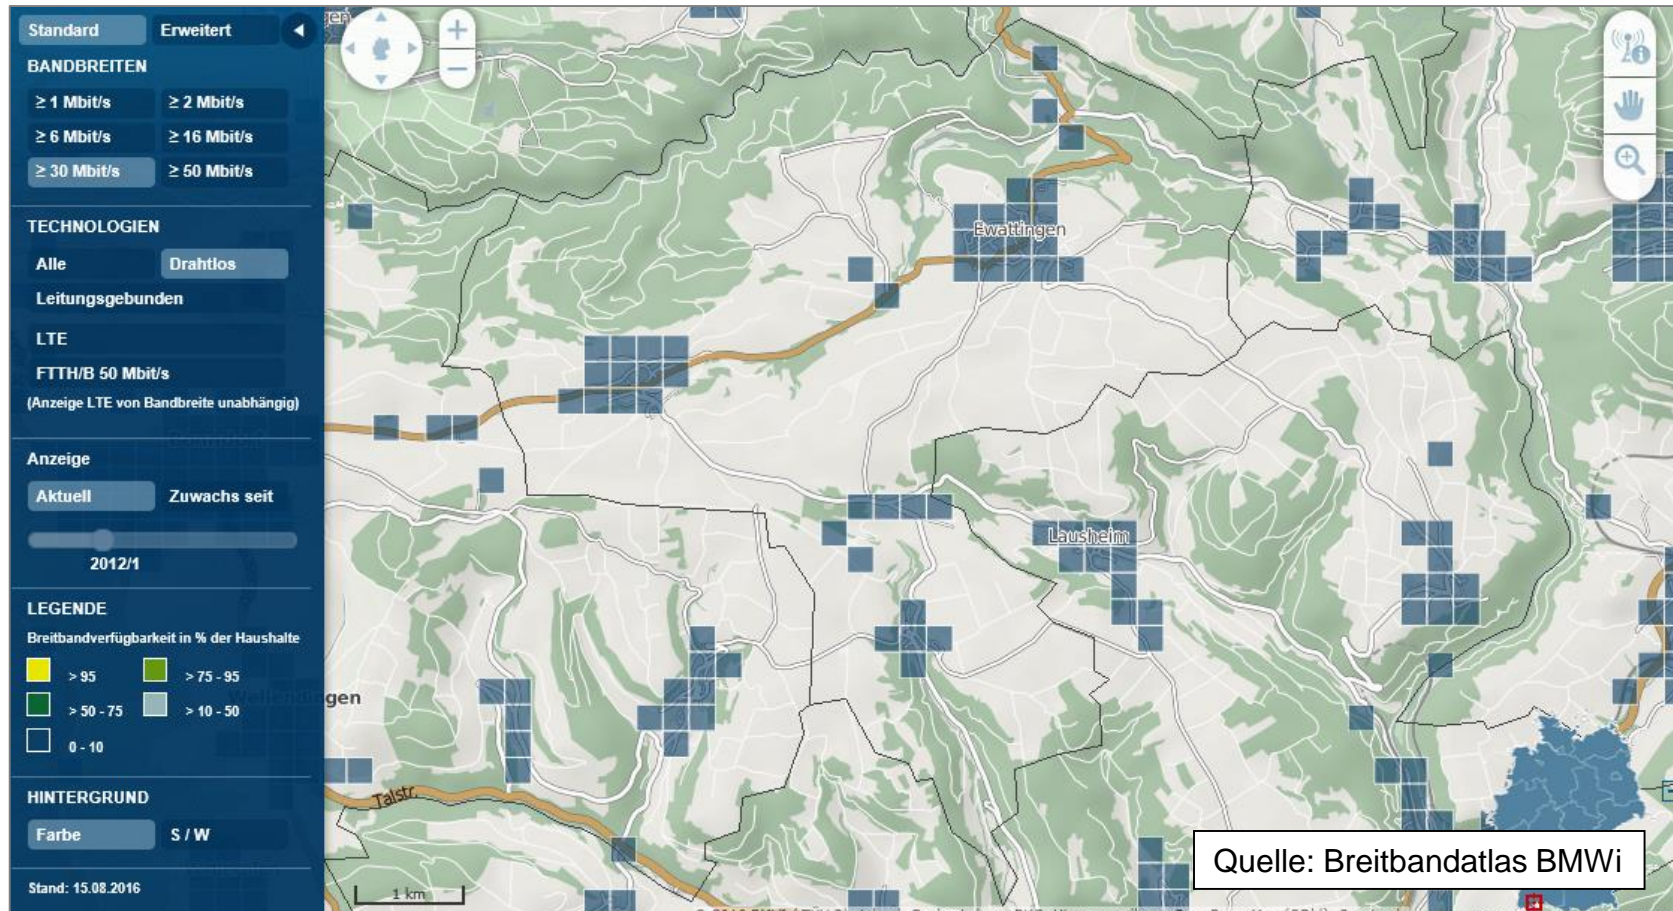 Standard Erweitert
BANDBREITEN
≥ 1 Mbit/s ≥ 2 Mbit/s
≥ 6 Mbit/s ≥ 16 Mbit/s
≥ 30 Mbit/s ≥ 50 Mbit/s
TECHNOLOGIEN
Alle Drahtlos
Leitungsgebunden
LTE
FTTH/B 50 Mbit/s
(Anzeige LTE von Bandbreite unabhängig)
Anzeige
Aktuell Zuwachs seit
2012/1
LEGENDE
Breitbandverfügbarkeit in % der Haushalte
> 95 > 75 - 95
> 50 - 75 > 10 - 50
0 - 10
HINTERGRUND
Farbe S / W
Stand: 15.08.2016
Ewattingen
Lausheim
Wellendingen
Talstr.
1 km
Quelle: Breitbandatlas BMWi